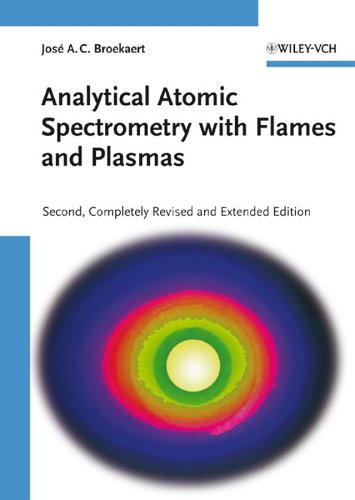 José A. C. Broekaert
WILEY-VCH
Analytical Atomic
Spectrometry with Flames
and Plasmas
Second, Completely Revised and Extended Edition